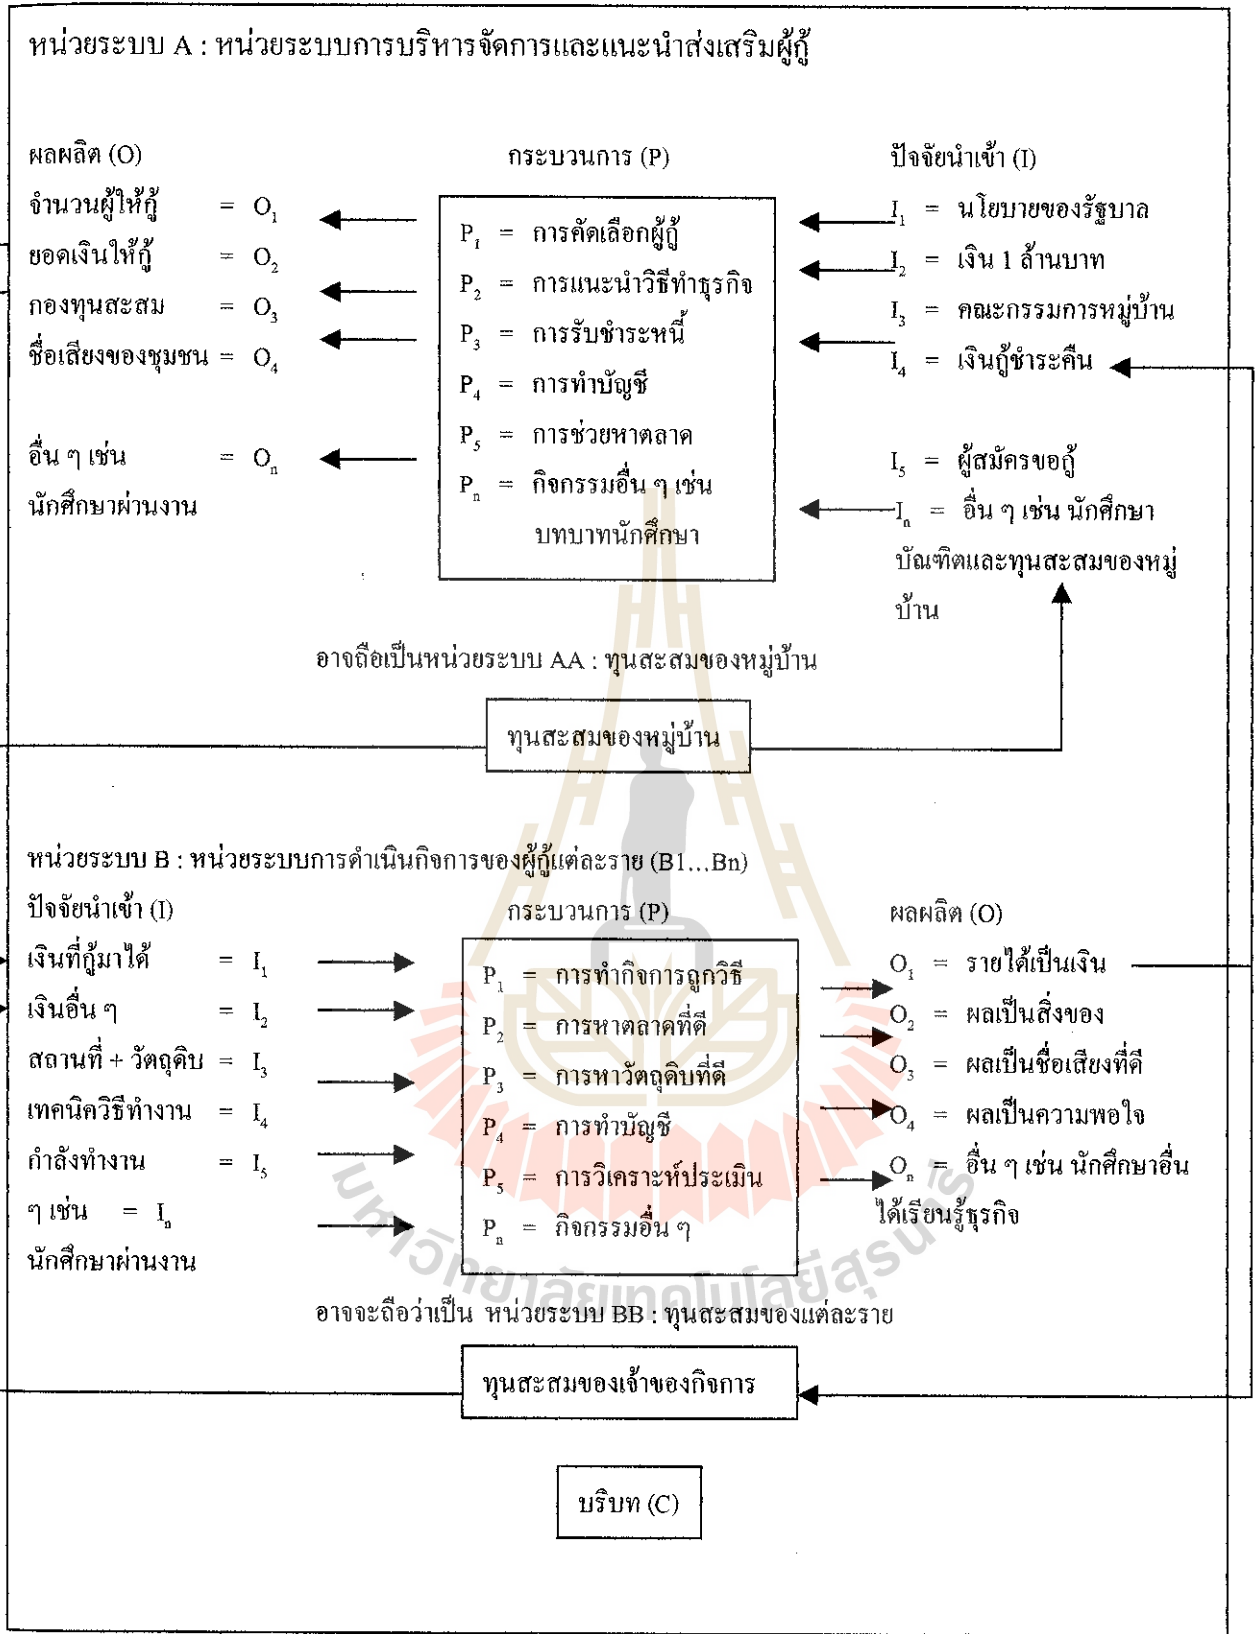 หน่วยระบบ A : หน่วยระบบการบริหารจัดการและแนะนำส่งเสริมผู้กู้
ผลผลิต (O)
จำนวนผู้ให้กู้ = O₁
ยอดเงินให้กู้ = O₂
กองทุนสะสม = O₃
ชื่อเสียงของชุมชน = O₄
อื่น ๆ เช่น = Oₙ
นักศึกษาผ่านงาน
กระบวนการ (P)
P₁ = การคัดเลือกผู้กู้
P₂ = การแนะนำวิธีทำธุรกิจ
P₃ = การรับชำระหนี้
P₄ = การทำบัญชี
P₅ = การช่วยหาตลาด
Pₙ = กิจกรรมอื่น ๆ เช่น
บทบาทนักศึกษา
ปัจจัยนำเข้า (I)
I₁ = นโยบายของรัฐบาล
I₂ = เงิน 1 ล้านบาท
I₃ = คณะกรรมการหมู่บ้าน
I₄ = เงินกู้ชำระคืน
I₅ = ผู้สมัครขอกู้
Iₙ = อื่น ๆ เช่น นักศึกษา
บัณฑิตและทุนสะสมของหมู่
บ้าน
อาจถือเป็นหน่วยระบบ AA : ทุนสะสมของหมู่บ้าน
ทุนสะสมของหมู่บ้าน
หน่วยระบบ B : หน่วยระบบการดำเนินกิจการของผู้กู้แต่ละราย (B1...Bn)
ปัจจัยนำเข้า (I)
เงินที่กู้มาได้ = I₁
เงินอื่น ๆ = I₂
สถานที่ + วัตถุดิบ = I₃
เทคนิควิธีทำงาน = I₄
กำลังทำงาน = I₅
ๆ เช่น = Iₙ
นักศึกษาผ่านงาน
กระบวนการ (P)
P₁ = การทำกิจการถูกวิธี
P₂ = การหาตลาดที่ดี
P₃ = การหาวัตถุดิบที่ดี
P₄ = การทำบัญชี
P₅ = การวิเคราะห์ประเมิน
Pₙ = กิจกรรมอื่น ๆ
ผลผลิต (O)
O₁ = รายได้เป็นเงิน
O₂ = ผลเป็นสิ่งของ
O₃ = ผลเป็นชื่อเสียงที่ดี
O₄ = ผลเป็นความพอใจ
Oₙ = อื่น ๆ เช่น นักศึกษาอื่น
ได้เรียนรู้ธุรกิจ
มหาวิทยาลัยเทคโนโลยีสุรนารี
อาจจะถือว่าเป็น หน่วยระบบ BB : ทุนสะสมของแต่ละราย
ทุนสะสมของเจ้าของกิจการ
บริบท (C)